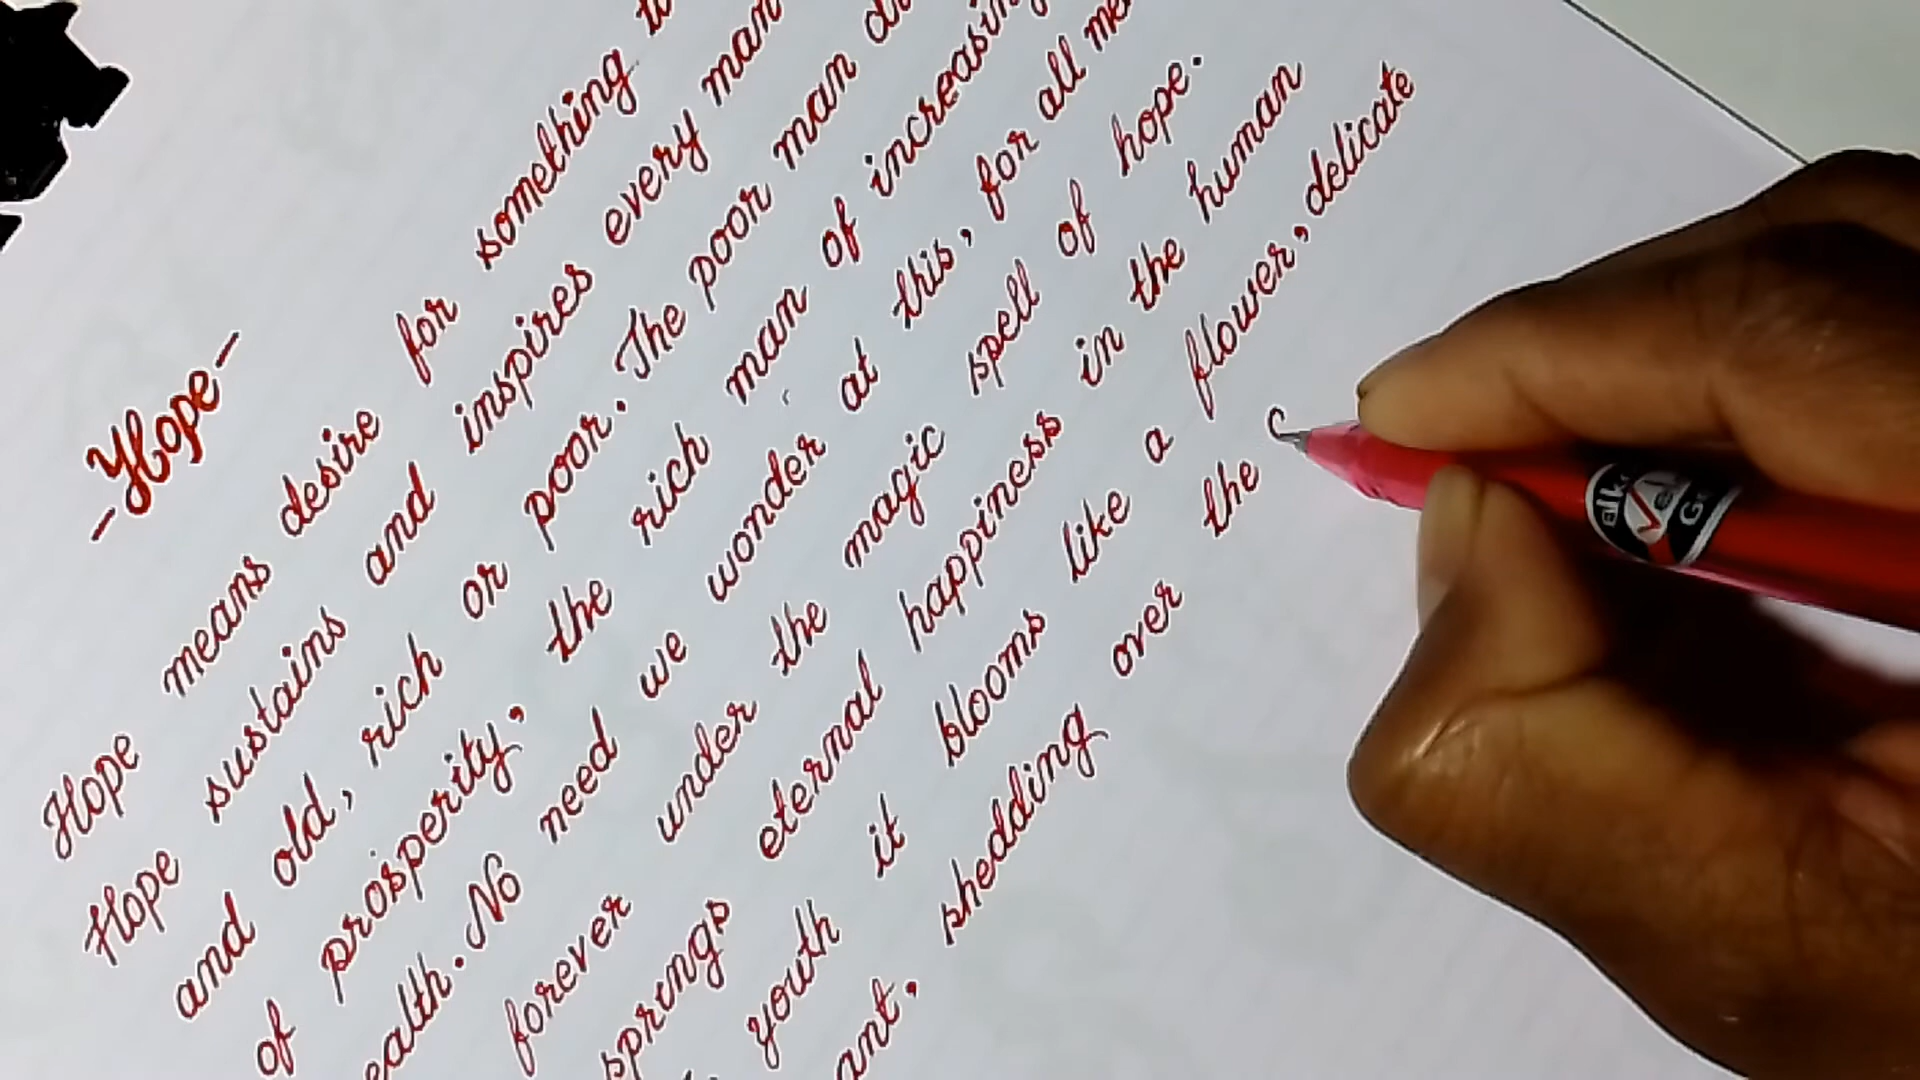 -Hope-
Hope means desire for something
Hope sustains and inspires every man
and old, rich or poor. The poor man
of prosperity, the rich man of increasing
ealth. No need we wonder at this, for all me
forever under the magic spell of hope.
springs eternal happiness in the human
youth it blooms like a flower, delicate
ant. shedding over the